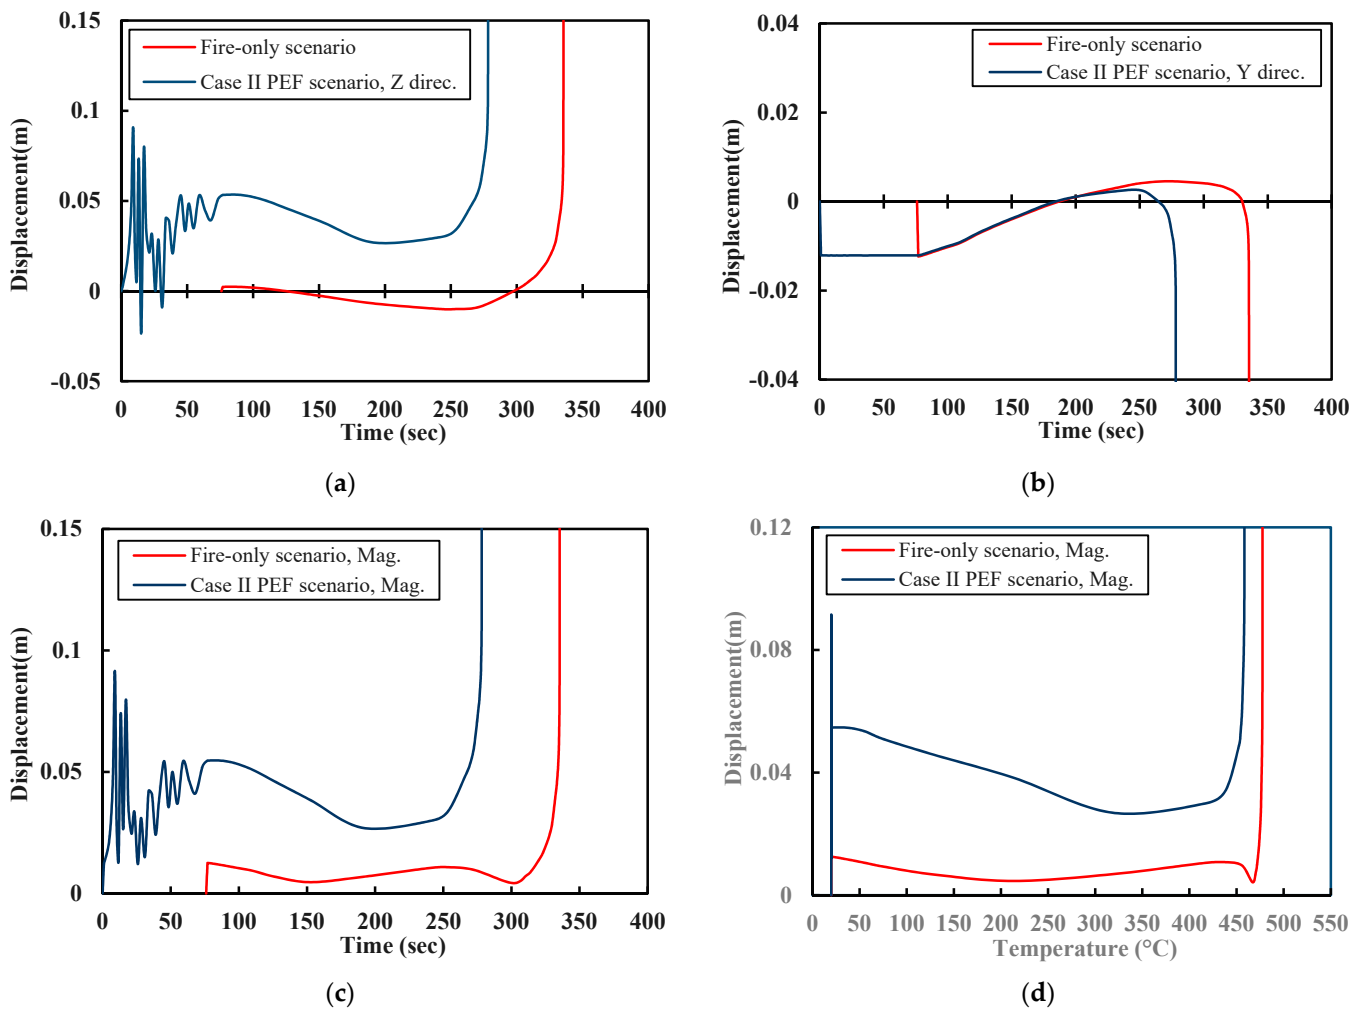 0.15
0.1
0.05
0
-0.05
Displacement(m)
Fire-only scenario
Case II PEF scenario, Z direc.
0 50 100 150 200 250 300 350 400
Time (sec)
(a)
0.04
0.02
0
-0.02
-0.04
Displacement(m)
Fire-only scenario
Case II PEF scenario, Y direc.
0 50 100 150 200 250 300 350 400
Time (sec)
(b)
0.15
0.1
0.05
0
Displacement(m)
Fire-only scenario, Mag.
Case II PEF scenario, Mag.
0 50 100 150 200 250 300 350 400
Time (sec)
(c)
0.12
0.08
0.04
0
Displacement(m)
Fire-only scenario, Mag.
Case II PEF scenario, Mag.
0 50 100 150 200 250 300 350 400 450 500 550
Temperature (°C)
(d)